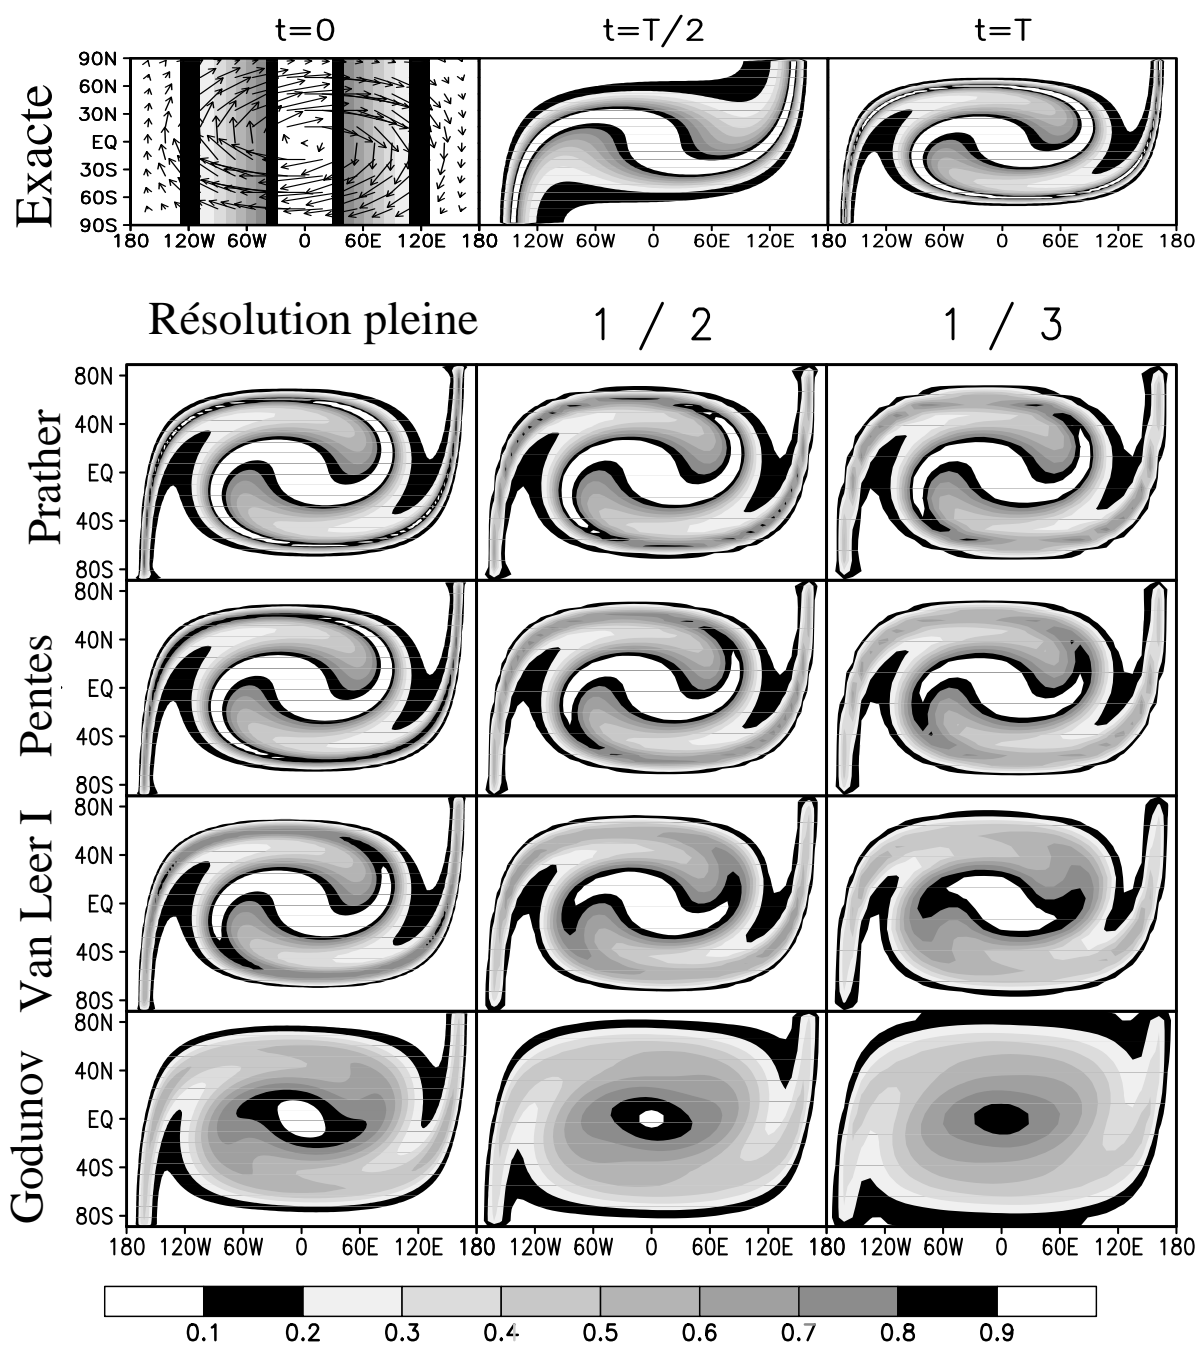 t=0 t=T/2 t=T
Exacte
90N
60N
30N
EQ
30S
60S
90S
180 120W 60W 0 60E 120E 180 120W 60W 0 60E 120E 180 120W 60W 0 60E 120E 180
Résolution pleine 1 / 2 1 / 3
Prather
80N
40N
EQ
40S
80S
Pentes
80N
40N
EQ
40S
80S
Van Leer I
80N
40N
EQ
40S
80S
Godunov
80N
40N
EQ
40S
80S
180 120W 60W 0 60E 120E 180 120W 60W 0 60E 120E 180 120W 60W 0 60E 120E 180
0.1 0.2 0.3 0.4 0.5 0.6 0.7 0.8 0.9